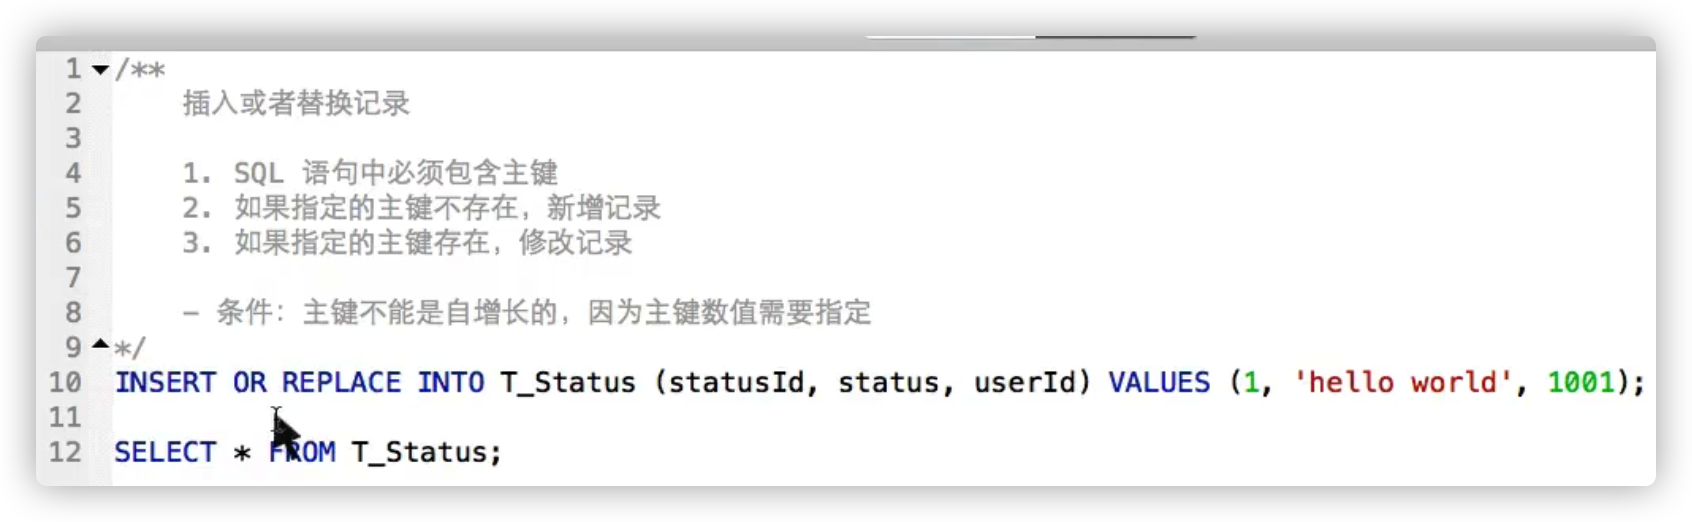 1 /**
2 插入或者替换记录
3
4 1. SQL 语句中必须包含主键
5 2. 如果指定的主键不存在，新增记录
6 3. 如果指定的主键存在，修改记录
7
8 - 条件：主键不能是自增长的，因为主键数值需要指定
9 */
10 INSERT OR REPLACE INTO T_Status (statusId, status, userId) VALUES (1, 'hello world', 1001);
11
12 SELECT * FROM T_Status;